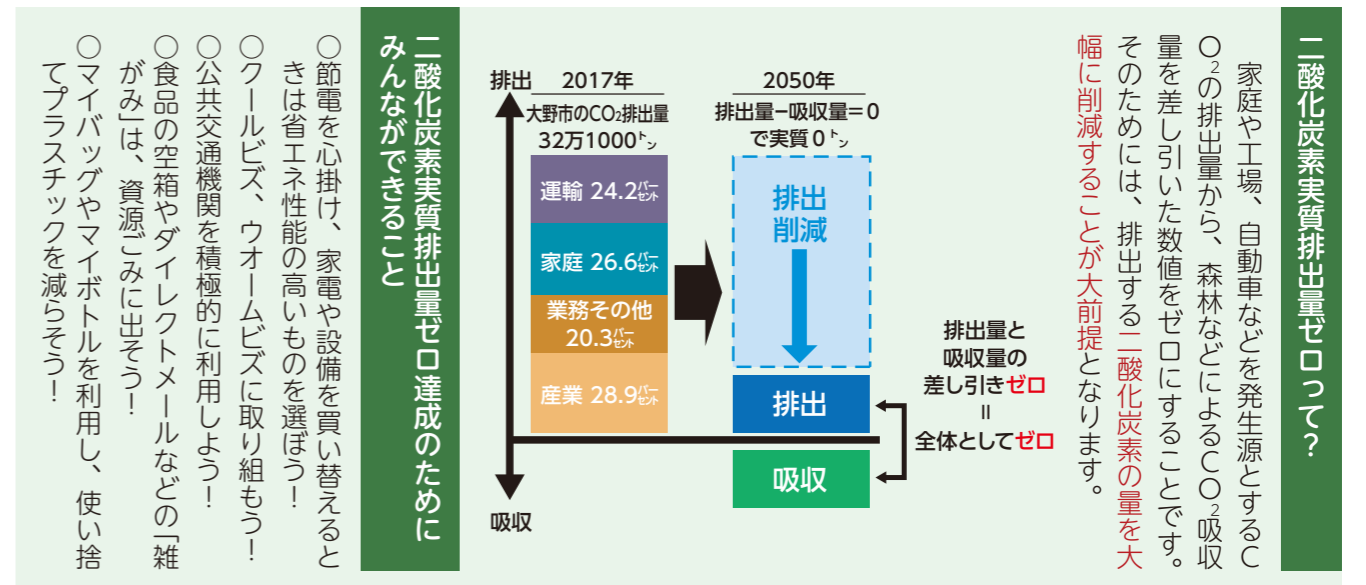 二酸化炭素実質排出量ゼロって？
　家庭や工場、自動車などを発生源とするＣ
Ｏ₂の排出量から、森林などによるＣＯ₂吸収
量を差し引いた数値をゼロにすることです。
そのためには、排出する二酸化炭素の量を大
幅に削減することが大前提となります。
排出
2017年
大野市のCO₂排出量
32万1000㌧
運輸 24.2㌫
家庭 26.6㌫
業務その他
20.3㌫
産業 28.9㌫
吸収
2050年
排出量−吸収量＝0
で実質0㌧
排出
削減
排出
吸収
排出量と
吸収量の
差し引きゼロ
＝
全体としてゼロ
二酸化炭素実質排出量ゼロ達成のために
みんなができること
○節電を心掛け、家電や設備を買い替えると
きは省エネ性能の高いものを選ぼう！
○クールビズ、ウオームビズに取り組もう！
○公共交通機関を積極的に利用しよう！
○食品の空箱やダイレクトメールなどの「雑
がみ」は、資源ごみに出そう！
○マイバッグやマイボトルを利用し、使い捨
てプラスチックを減らそう！